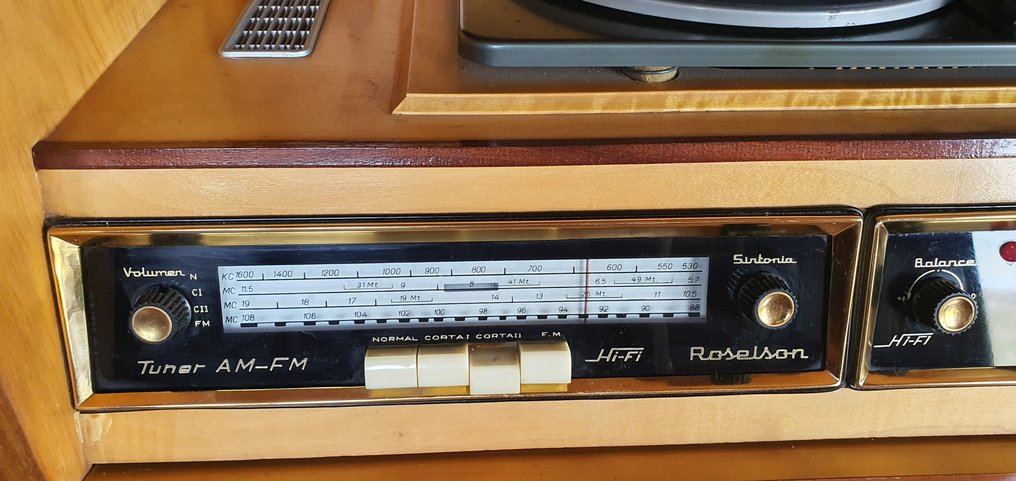 Volumen
N
CI
CII
FM
KC 1600 1400 1200 1000 900 800 700 600 550 530
MC 11.5 31 Mt 9 8 41 Mt 6.5 49 Mt 5.7
MC 19 18 17 19 Mt 14 13 25 Mt 11 10.5
MC 108 106 104 102 100 98 96 94 92 90 88
Sintonia
Balance
NORMAL CORTA I CORTA II F.M
Tuner AM-FM
Hi-Fi
Roselson
Hi-Fi